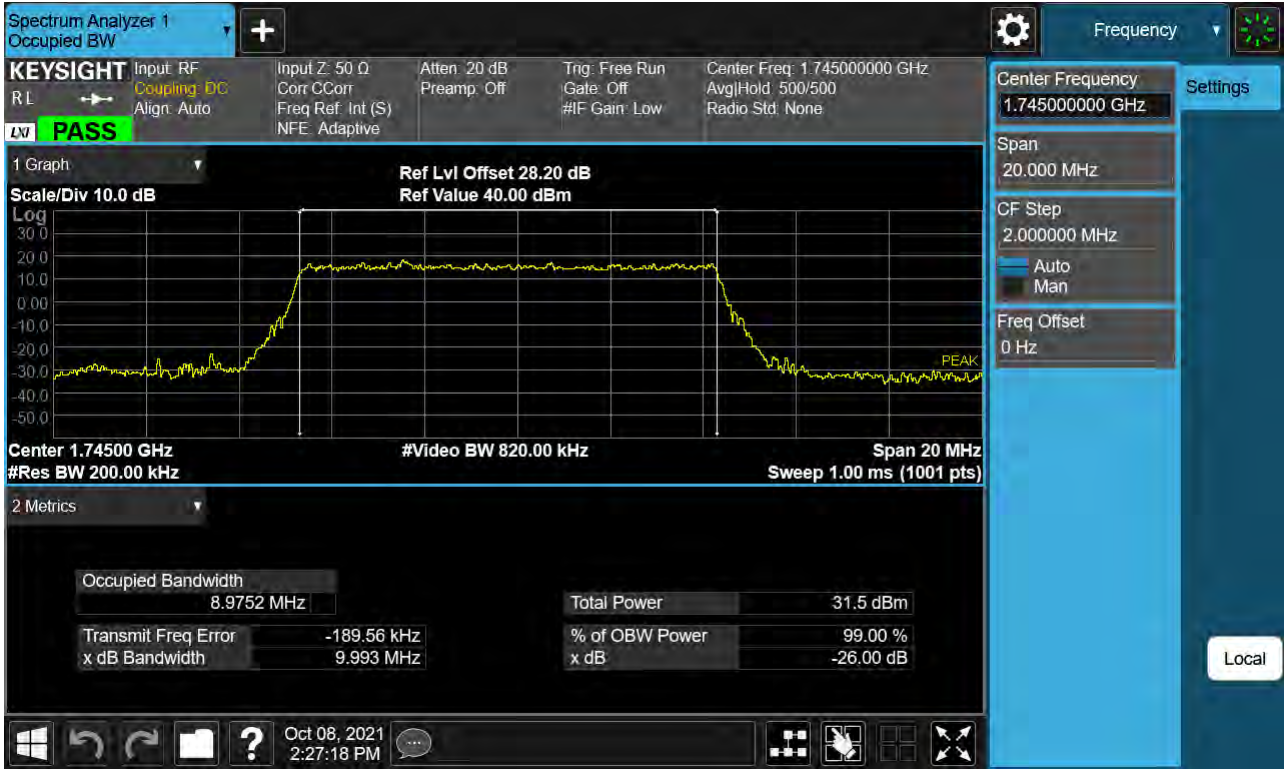 Spectrum Analyzer 1
Occupied BW
Frequency
KEYSIGHT
RL
LXI
PASS
Input: RF
Coupling: DC
Align: Auto
Input Z: 50 Ω
Corr CCorr
Freq Ref: Int (S)
NFE: Adaptive
Atten: 20 dB
Preamp: Off
Trig: Free Run
Gate: Off
#IF Gain: Low
Center Freq: 1.745000000 GHz
Avg|Hold: 500/500
Radio Std: None
1 Graph
Scale/Div 10.0 dB
Ref Lvl Offset 28.20 dB
Ref Value 40.00 dBm
Log
30.0
20.0
10.0
0.00
-10.0
-20.0
-30.0
-40.0
-50.0
PEAK
Center 1.74500 GHz
#Video BW 820.00 kHz
Span 20 MHz
#Res BW 200.00 kHz
Sweep 1.00 ms (1001 pts)
2 Metrics
Occupied Bandwidth
8.9752 MHz
Total Power 31.5 dBm
Transmit Freq Error -189.56 kHz
% of OBW Power 99.00 %
x dB Bandwidth 9.993 MHz
x dB -26.00 dB
Center Frequency
1.745000000 GHz
Span
20.000 MHz
CF Step
2.000000 MHz
Auto
Man
Freq Offset
0 Hz
Settings
Local
?
Oct 08, 2021
2:27:18 PM